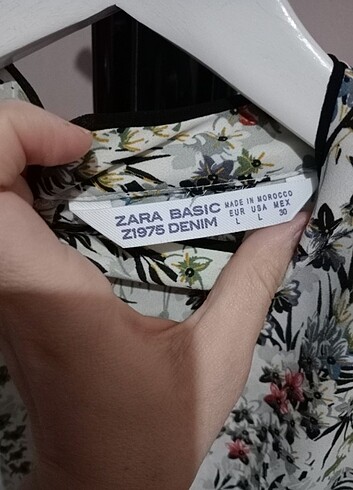 ZARA BASIC
Z1975 DENIM
MADE IN MOROCCO
EUR USA MEX
L L 30